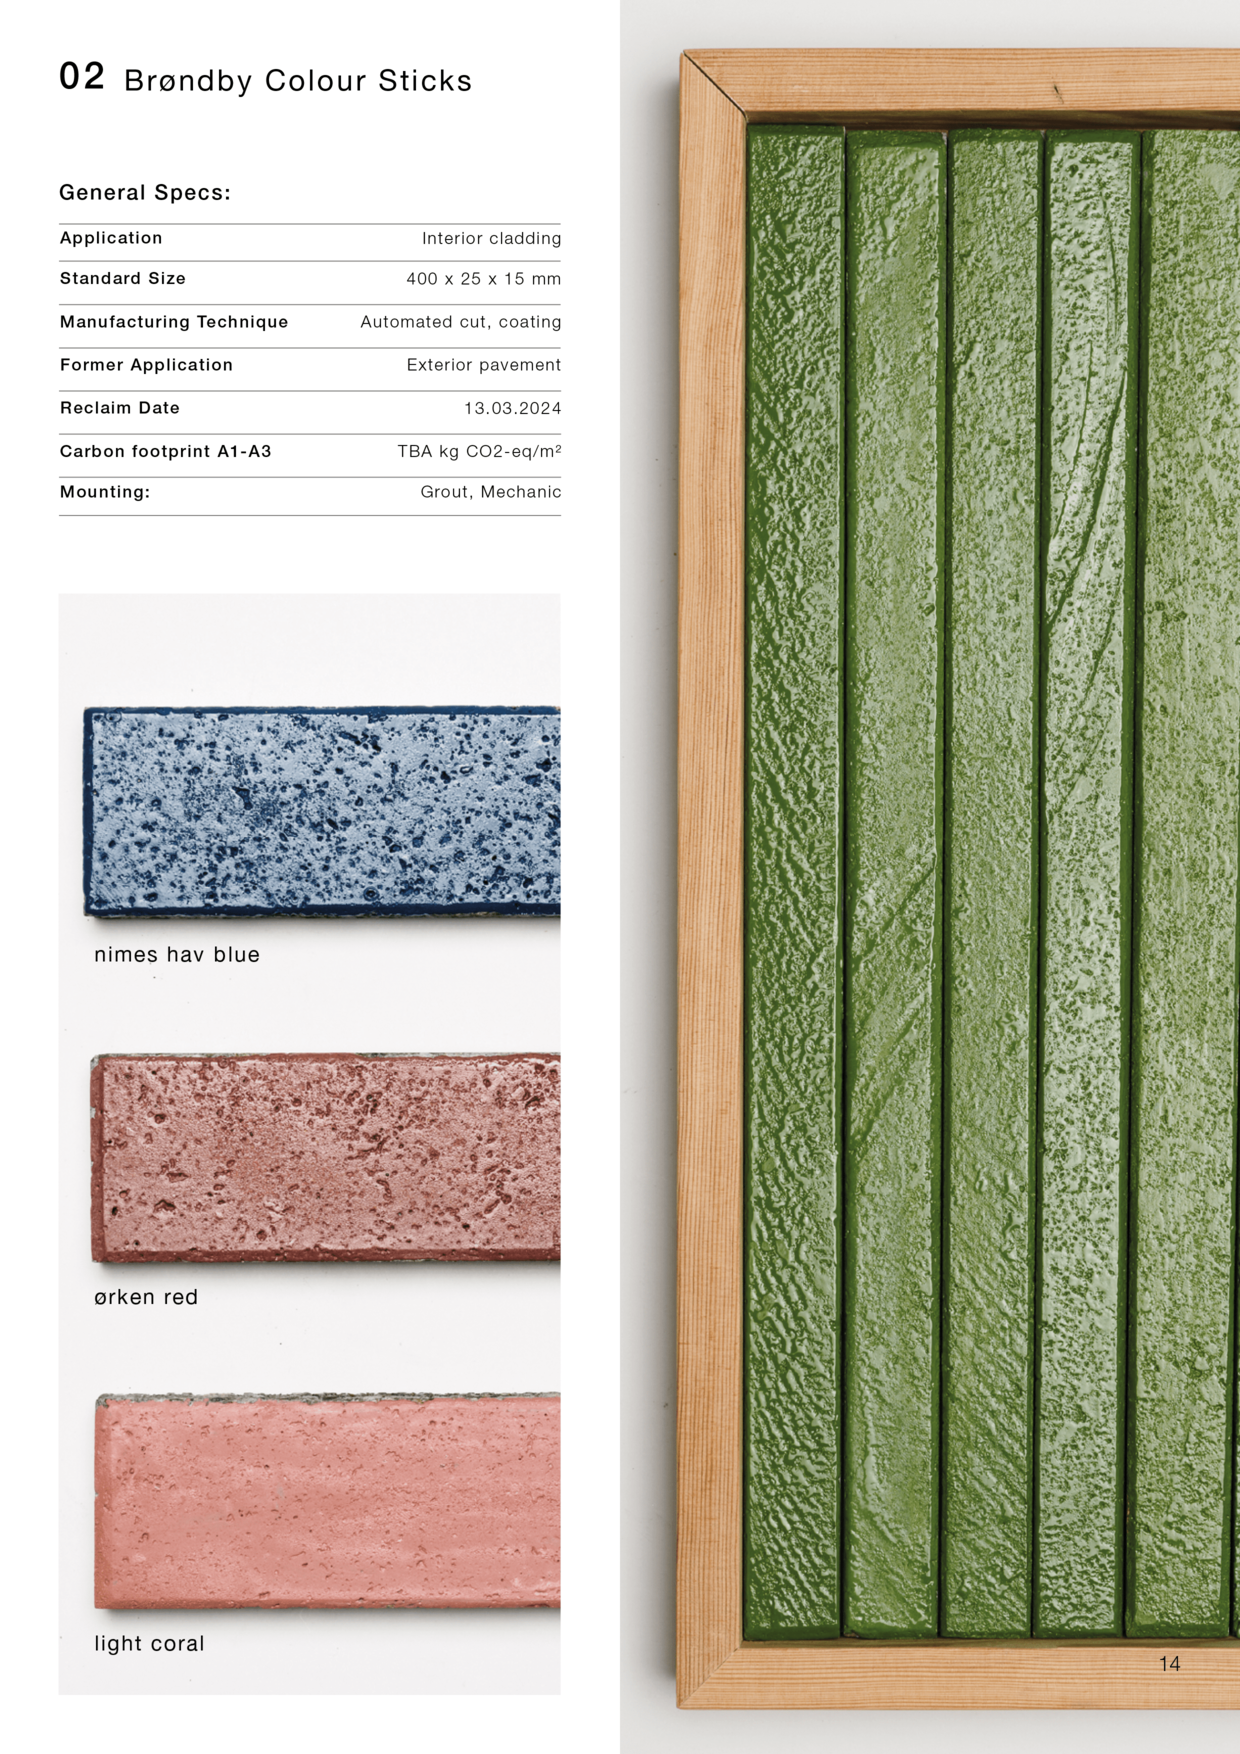 02 Brøndby Colour Sticks
General Specs:
Application Interior cladding
Standard Size 400 x 25 x 15 mm
Manufacturing Technique Automated cut, coating
Former Application Exterior pavement
Reclaim Date 13.03.2024
Carbon footprint A1-A3 TBA kg CO2-eq/m²
Mounting: Grout, Mechanic
nimes hav blue
ørken red
light coral
14